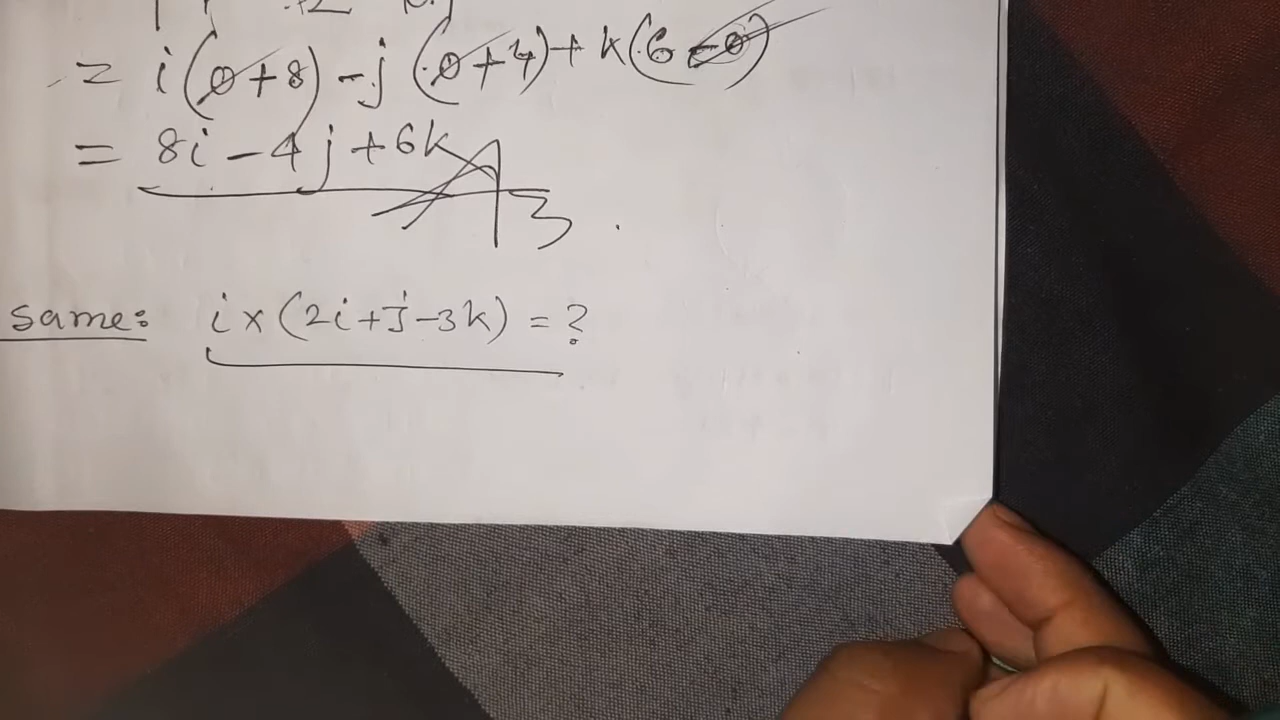 = i(0+8) -j (0+4) + k(6-0)
= 8i - 4j + 6k
same: i x (2i+j-3k) = ?